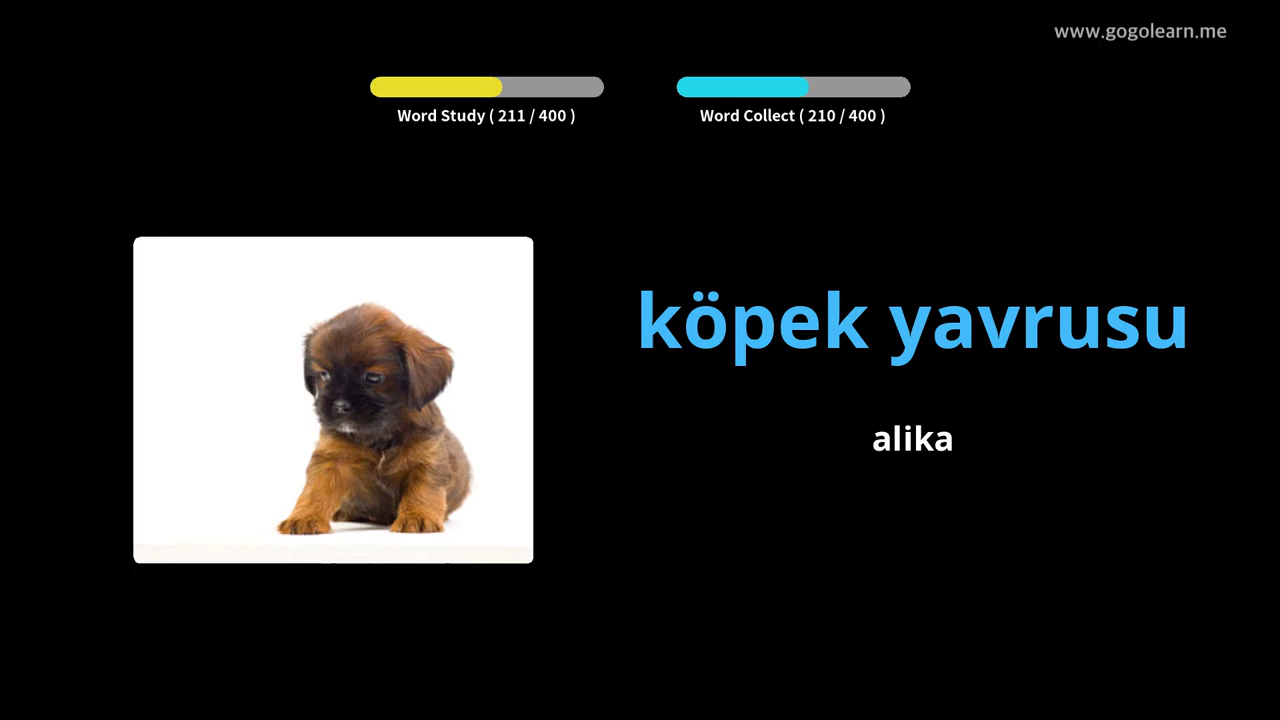 www.gogolearn.me
Word Study ( 211 / 400 )
Word Collect ( 210 / 400 )
köpek yavrusu
alika